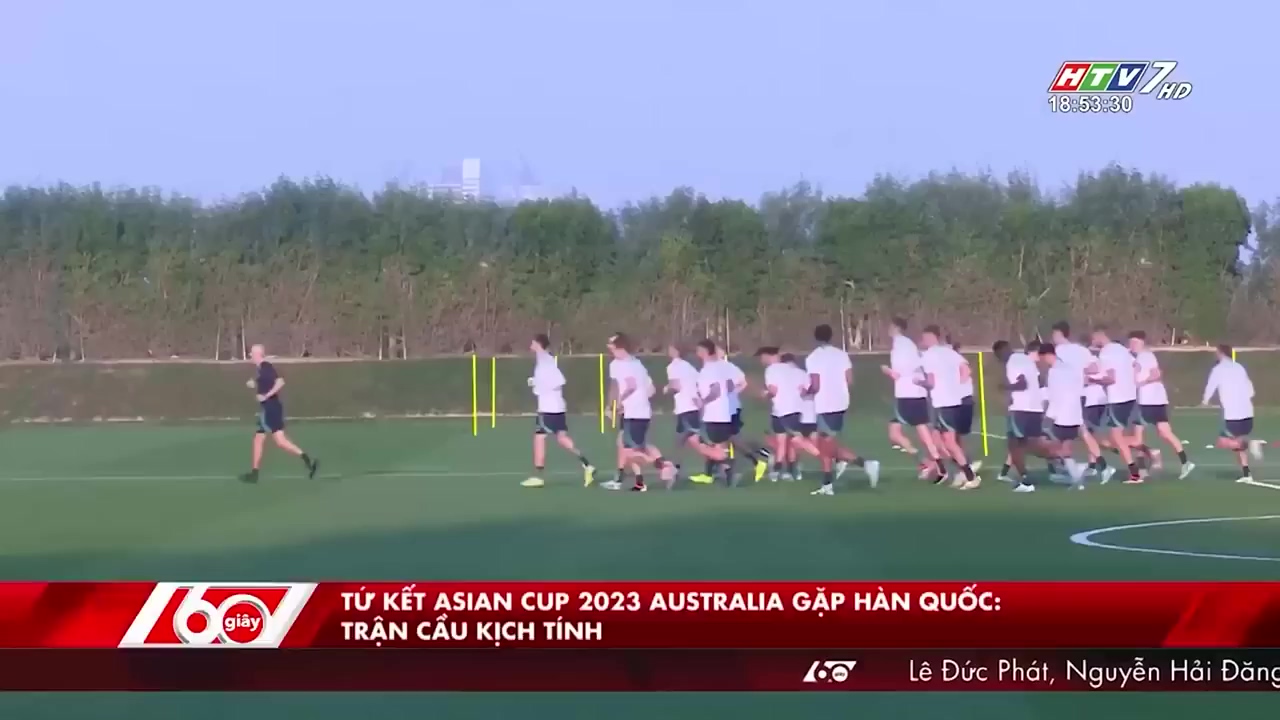 HTV7 HD
18:53:30
60 giây
TỨ KẾT ASIAN CUP 2023 AUSTRALIA GẶP HÀN QUỐC:
TRẬN CẦU KỊCH TÍNH
60 giây
Lê Đức Phát, Nguyễn Hải Đăng